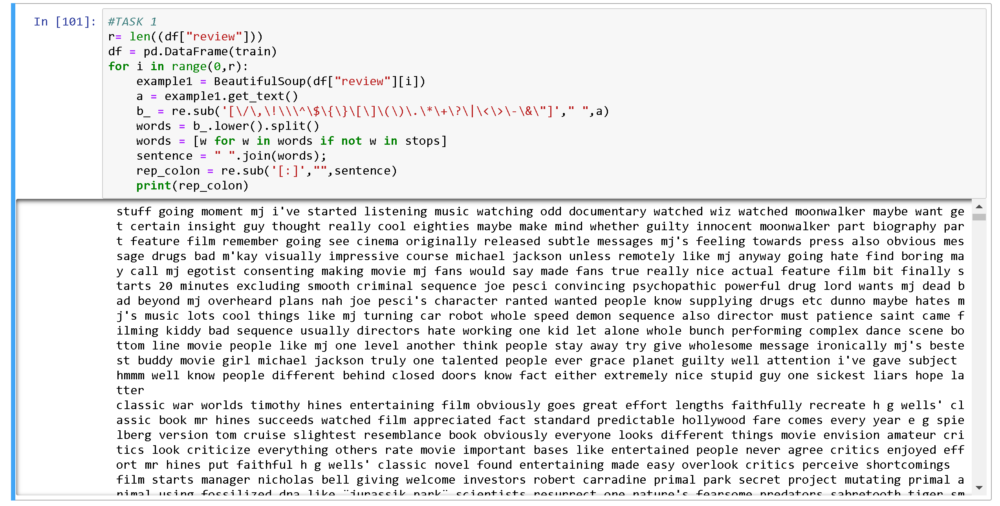 In [101]: #TASK 1
r= len((df["review"]))
df = pd.DataFrame(train)
for i in range(0,r):
    example1 = BeautifulSoup(df["review"][i])
    a = example1.get_text()
    b_ = re.sub('[\/\,\!\\\^\$\{\}\[\]\(\)\.\*\+\?\|\<\>\-\&\"]'," ",a)
    words = b_.lower().split()
    words = [w for w in words if not w in stops]
    sentence = " ".join(words);
    rep_colon = re.sub('[:]',"",sentence)
    print(rep_colon)
stuff going moment mj i've started listening music watching odd documentary watched wiz watched moonwalker maybe want ge
t certain insight guy thought really cool eighties maybe make mind whether guilty innocent moonwalker part biography par
t feature film remember going see cinema originally released subtle messages mj's feeling towards press also obvious mes
sage drugs bad m'kay visually impressive course michael jackson unless remotely like mj anyway going hate find boring ma
y call mj egotist consenting making movie mj fans would say made fans true really nice actual feature film bit finally s
tarts 20 minutes excluding smooth criminal sequence joe pesci convincing psychopathic powerful drug lord wants mj dead b
ad beyond mj overheard plans nah joe pesci's character ranted wanted people know supplying drugs etc dunno maybe hates m
j's music lots cool things like mj turning car robot whole speed demon sequence also director must patience saint came f
ilming kiddy bad sequence usually directors hate working one kid let alone whole bunch performing complex dance scene bo
ttom line movie people like mj one level another think people stay away try give wholesome message ironically mj's beste
st buddy movie girl michael jackson truly one talented people ever grace planet guilty well attention i've gave subject
hmmm well know people different behind closed doors know fact either extremely nice stupid guy one sickest liars hope la
tter
classic war worlds timothy hines entertaining film obviously goes great effort lengths faithfully recreate h g wells' cl
assic book mr hines succeeds watched film appreciated fact standard predictable hollywood fare comes every year e g spie
lberg version tom cruise slightest resemblance book obviously everyone looks different things movie envision amateur cri
tics look criticize everything others rate movie important bases like entertained people never agree critics enjoyed eff
ort mr hines put faithful h g wells' classic novel found entertaining made easy overlook critics perceive shortcomings
film starts manager nicholas bell giving welcome investors robert carradine primal park secret project mutating primal a
nimal using fossilized dna like ¨jurassik park¨ scientists resurrect one nature's fearsome predators sabretooth tiger sm